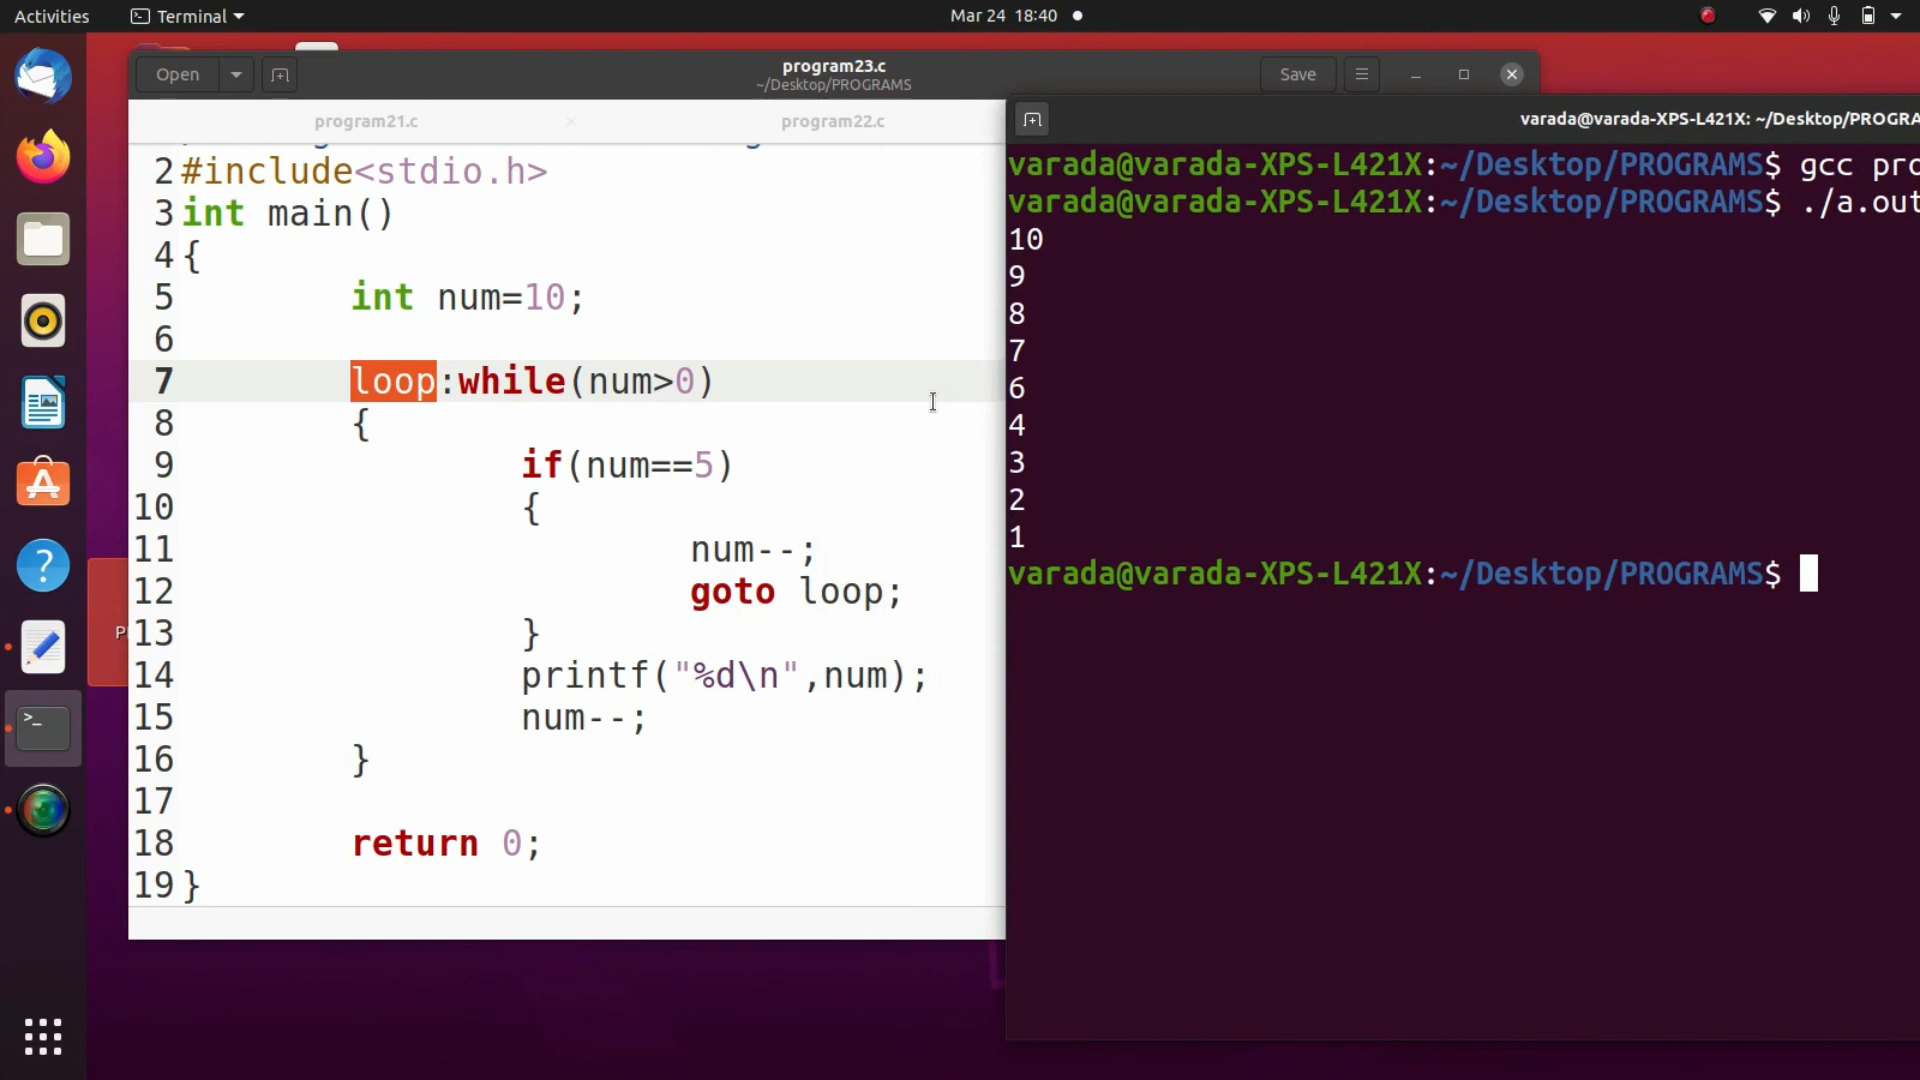 Activities
Terminal
Mar 24 18:40
Open
program23.c
~/Desktop/PROGRAMS
Save
program21.c
program22.c
varada@varada-XPS-L421X: ~/Desktop/PROGRA
2 #include<stdio.h>
3 int main()
4 {
5 int num=10;
6
7 loop:while(num>0)
8 {
9 if(num==5)
10 {
11 num--;
12 goto loop;
13 }
14 printf("%d\n",num);
15 num--;
16 }
17
18 return 0;
19 }
varada@varada-XPS-L421X:~/Desktop/PROGRAMS$ gcc pro
varada@varada-XPS-L421X:~/Desktop/PROGRAMS$ ./a.out
10
9
8
7
6
4
3
2
1
varada@varada-XPS-L421X:~/Desktop/PROGRAMS$